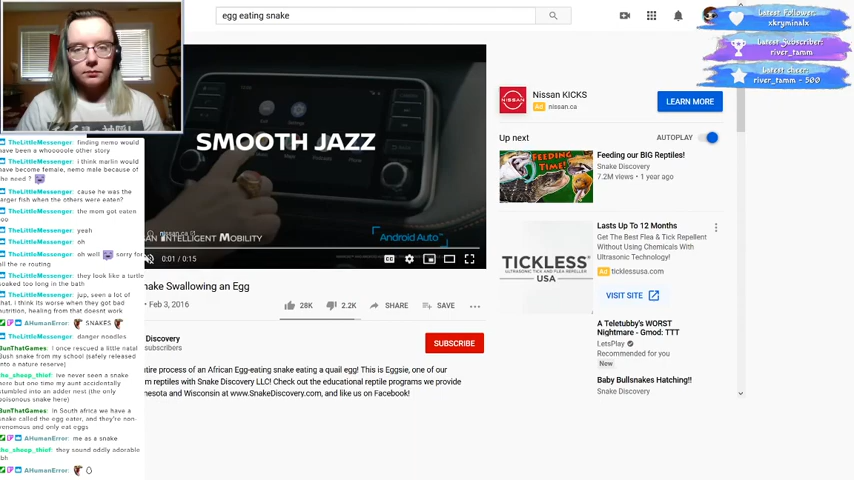 egg eating snake
Latest Follower:
xkryminalx
Latest Subscriber:
river_tamm
Latest cheer:
river_tamm - 500
SMOOTH JAZZ
nissan.ca
AN INTELLIGENT MOBILITY
Android Auto
0:01 / 0:15
nake Swallowing an Egg
Feb 3, 2016
28K
2.2K
SHARE
SAVE
Discovery
subscribers
SUBSCRIBE
tire process of an African Egg-eating snake eating a quail egg! This is Eggsie, one of our
m reptiles with Snake Discovery LLC! Check out the educational reptile programs we provide
nesota and Wisconsin at www.SnakeDiscovery.com, and like us on Facebook!
Nissan KICKS
Ad nissan.ca
LEARN MORE
Up next
AUTOPLAY
FEEDING
TIME!
Feeding our BIG Reptiles!
Snake Discovery
7.2M views • 1 year ago
TICKLESS
ULTRASONIC TICK AND FLEA REPELLER
USA
Lasts Up To 12 Months
Get The Best Flea & Tick Repellent
Without Using Chemicals With
Ultrasonic Technology!
Ad ticklessusa.com
VISIT SITE
A Teletubby's WORST
Nightmare - Gmod: TTT
LetsPlay
Recommended for you
New
Baby Bullsnakes Hatching!!
Snake Discovery
TheLittleMessenger: finding nemo would
have been a whooooole other story
TheLittleMessenger: i think marlin would
have become female, nemo male because of
the need ?
TheLittleMessenger: cause he was the
larger fish when the others were eaten?
TheLittleMessenger: the mom got eaten
too
TheLittleMessenger: yeah
TheLittleMessenger: oh
TheLittleMessenger: oh well sorry for
all the re routing
TheLittleMessenger: they look like a turtle
soaked too long in the bath
TheLittleMessenger: jup, seen a lot of
that. I think its worse when they got bad
nutrition, healing from that doesnt work
AHumanError: SNAKES
TheLittleMessenger: danger noodles
BunThatGames: I once rescued a little natal
Bush snake from my school (safely released
into a nature reserve)
the_sheep_thief: Ive never seen a snake
here but one time my aunt accidentally
stumbled into an adder nest (the only
poisonous snake here)
BunThatGames: In South africa we have a
snake called the egg eater, and they're non-
venomous and only eat eggs
AHumanError: me as a snake
the_sheep_thief: they sound oddly adorable
tbh
AHumanError: